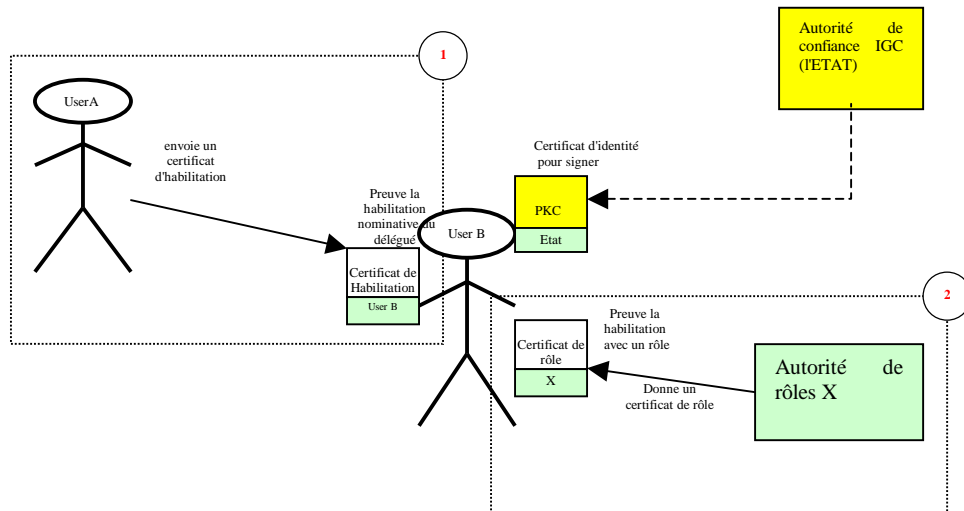 1
Autorité de
confiance IGC
(l'ETAT)
UserA
envoie un
certificat
d'habilitation
Certificat d'identité
pour signer
Preuve la
habilitation
nominative du
délégué
PKC
Etat
User B
Certificat de
Habilitation
User B
2
Preuve la
habilitation
avec un rôle
Certificat de
rôle
X
Donne un
certificat de rôle
Autorité de
rôles X